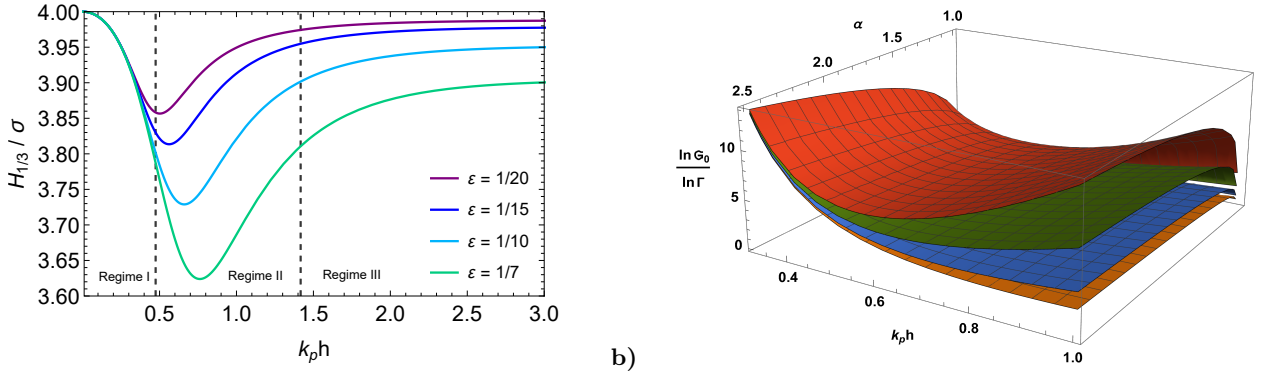 4.00
3.95
3.90
3.85
3.80
3.75
3.70
3.65
3.60
H1/3 / σ
ε = 1/20
ε = 1/15
ε = 1/10
ε = 1/7
Regime I
Regime II
Regime III
0.5
1.0
1.5
2.0
2.5
3.0
kph
b)
α
1.0
1.5
2.0
2.5
10
5
0
ln G0
ln Γ
0.4
0.6
0.8
1.0
kph